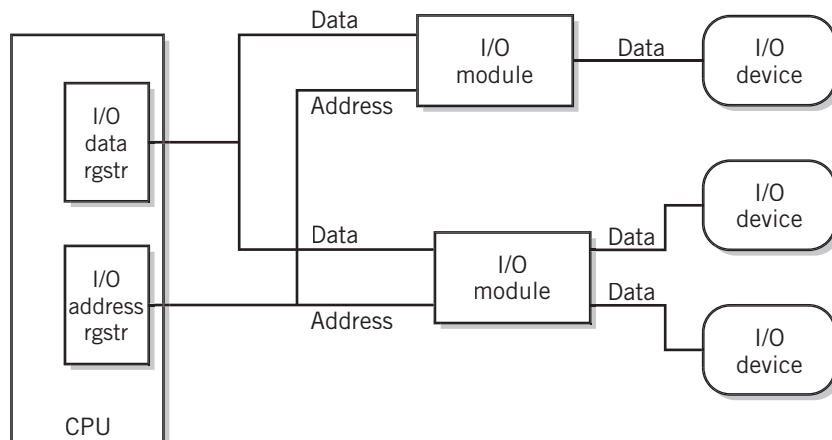 Data
I/O
module
Data
I/O
device
I/O
data
rgstr
Address
I/O
device
Data
I/O
module
Data
I/O
address
rgstr
Address
Data
I/O
device
CPU